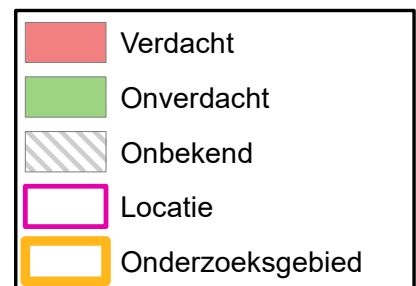 Verdacht
Onverdacht
Onbekend
Locatie
Onderzoeksgebied